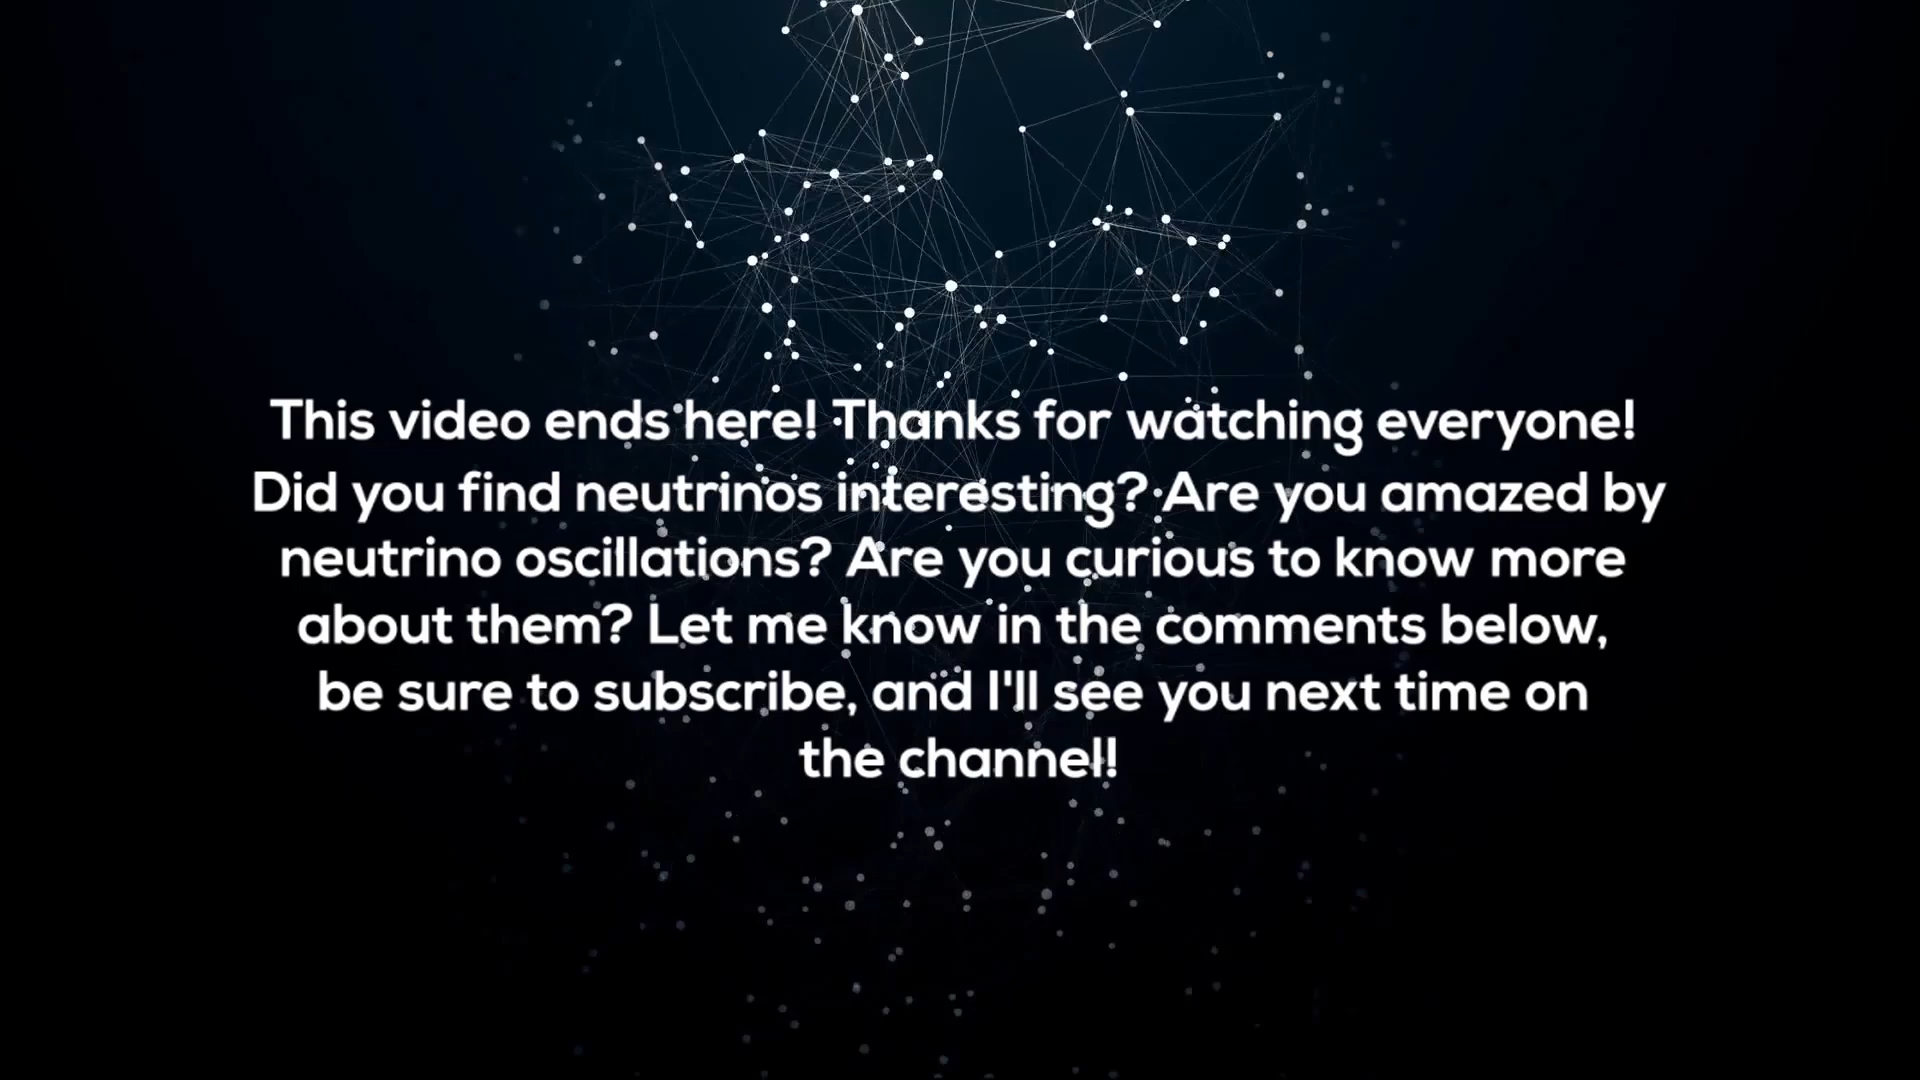 This video ends here! Thanks for watching everyone!
Did you find neutrinos interesting? Are you amazed by
neutrino oscillations? Are you curious to know more
about them? Let me know in the comments below,
be sure to subscribe, and I'll see you next time on
the channel!